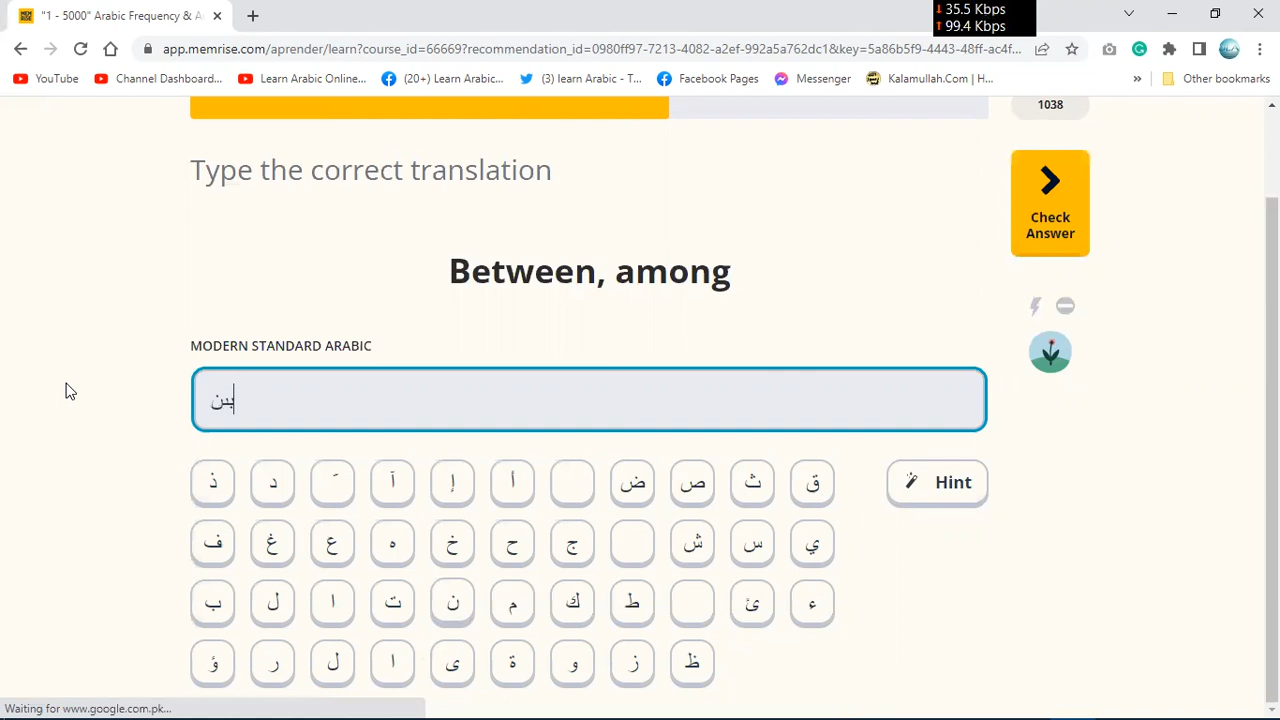 "1 - 5000" Arabic Frequency & A
35.5 Kbps
99.4 Kbps
app.memrise.com/aprender/learn?course_id=68669?recommendation_id=0980ff97-7213-4082-a2ef-992a5a762dc1&key=5a86b5f9-4443-48ff-ac4f...
YouTube Channel Dashboard... Learn Arabic Online... (20+) Learn Arabic... (3) learn Arabic - T... Facebook Pages Messenger Kalamullah.Com | H... » Other bookmarks
1038
Type the correct translation
Check
Answer
Between, among
MODERN STANDARD ARABIC
بىن
ذ د َ آ إ أ ض ص ث ق
Hint
ف غ ع ه خ ح ج ش س ي
ب ل ا ت ن م ك ط ئ ء
ؤ ر ل ا ى ة و ز ظ
Waiting for www.google.com.pk...